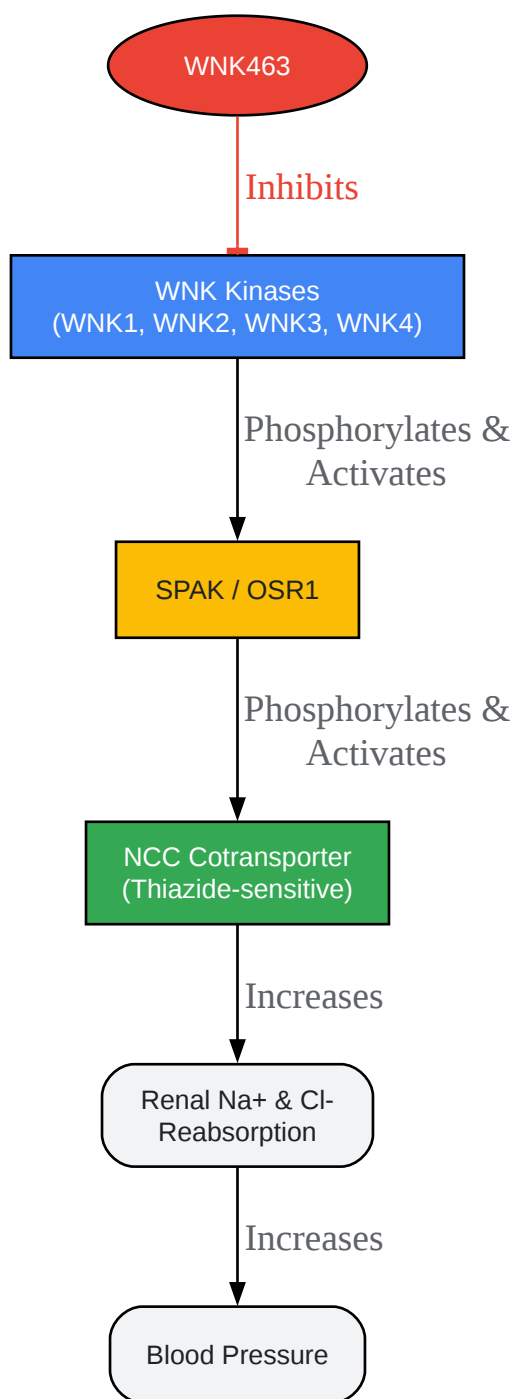 WNK463
Inhibits
WNK Kinases
(WNK1, WNK2, WNK3, WNK4)
Phosphorylates &
Activates
SPAK / OSR1
Phosphorylates &
Activates
NCC Cotransporter
(Thiazide-sensitive)
Increases
Renal Na+ & Cl-
Reabsorption
Increases
Blood Pressure